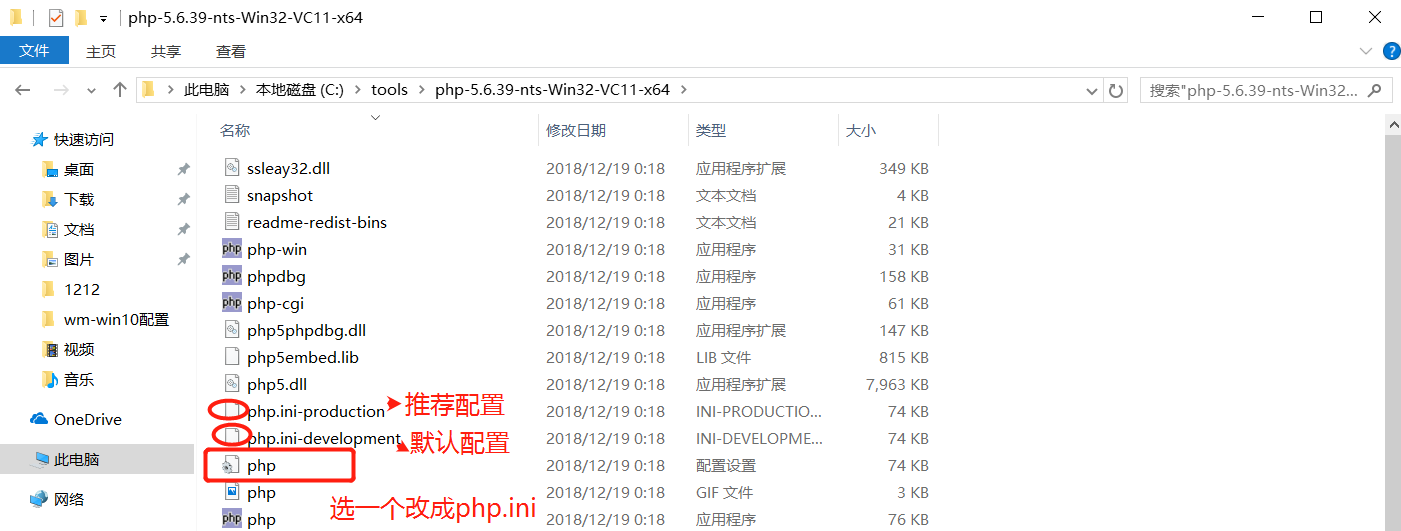 php-5.6.39-nts-Win32-VC11-x64
文件 主页 共享 查看
此电脑 本地磁盘 (C:) tools php-5.6.39-nts-Win32-VC11-x64 搜索"php-5.6.39-nts-Win32...
名称 修改日期 类型 大小
快速访问
桌面
下载
文档
图片
1212
wm-win10配置
视频
音乐
OneDrive
此电脑
网络
ssleay32.dll 2018/12/19 0:18 应用程序扩展 349 KB
snapshot 2018/12/19 0:18 文本文档 4 KB
readme-redist-bins 2018/12/19 0:18 文本文档 21 KB
php php-win 2018/12/19 0:18 应用程序 31 KB
php phpdbg 2018/12/19 0:18 应用程序 158 KB
php php-cgi 2018/12/19 0:18 应用程序 61 KB
php5phpdbg.dll 2018/12/19 0:18 应用程序扩展 147 KB
php5embed.lib 2018/12/19 0:18 LIB 文件 815 KB
php5.dll 2018/12/19 0:18 应用程序扩展 7,963 KB
php.ini-production 推荐配置 2018/12/19 0:18 INI-PRODUCTIO... 74 KB
php.ini-development 默认配置 2018/12/19 0:18 INI-DEVELOPME... 74 KB
php 2018/12/19 0:18 配置设置 74 KB
php 2018/12/19 0:18 GIF 文件 3 KB
选一个改成php.ini
php php 2018/12/19 0:18 应用程序 76 KB